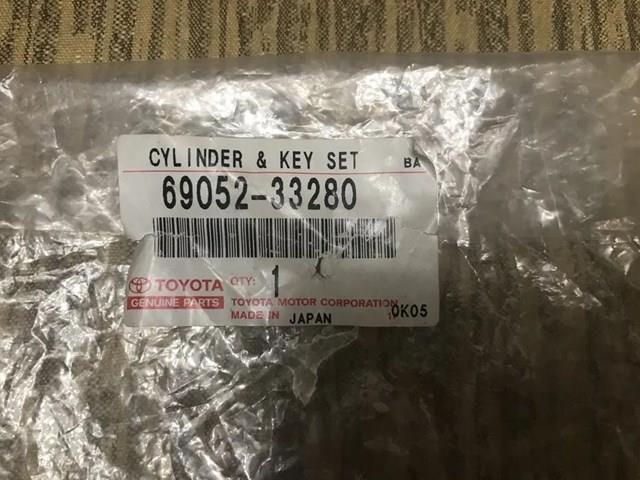 CYLINDER & KEY SET BA
69052-33280
TOYOTA QTY: 1
GENUINE PARTS TOYOTA MOTOR CORPORATION
MADE IN JAPAN 0K05